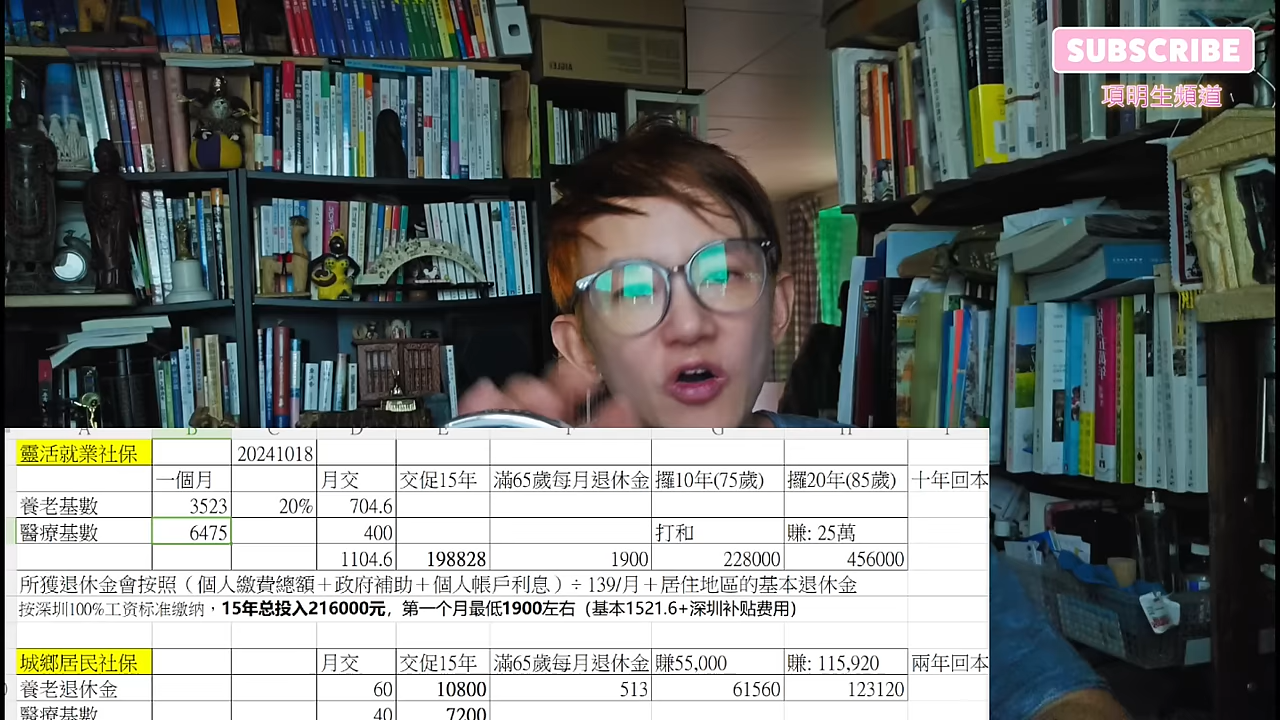 SUBSCRIBE
項明生頻道
靈活就業社保 20241018
一個月 月交 交促15年 滿65歲每月退休金 攞10年(75歲) 攞20年(85歲) 十年回本
養老基數 3523 20% 704.6
醫療基數 6475 400 打和 賺: 25萬
1104.6 198828 1900 228000 456000
所獲退休金會按照（個人繳費總額＋政府補助＋個人帳戶利息）÷ 139/月＋居住地區的基本退休金
按深圳100%工资标准缴纳，15年总投入216000元，第一个月最低1900左右（基本1521.6+深圳补贴费用）
城鄉居民社保 月交 交促15年 滿65歲每月退休金 賺55,000 賺: 115,920 兩年回本
養老退休金 60 10800 513 61560 123120
醫療基數 40 7200